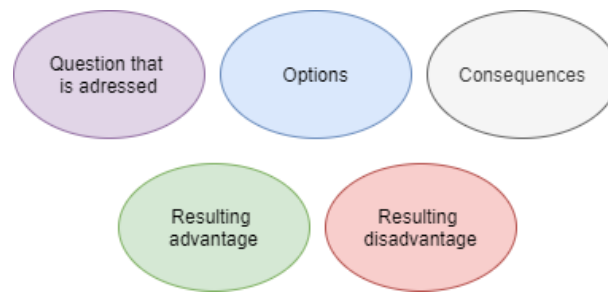 Question that
is adressed
Options
Consequences
Resulting
advantage
Resulting
disadvantage